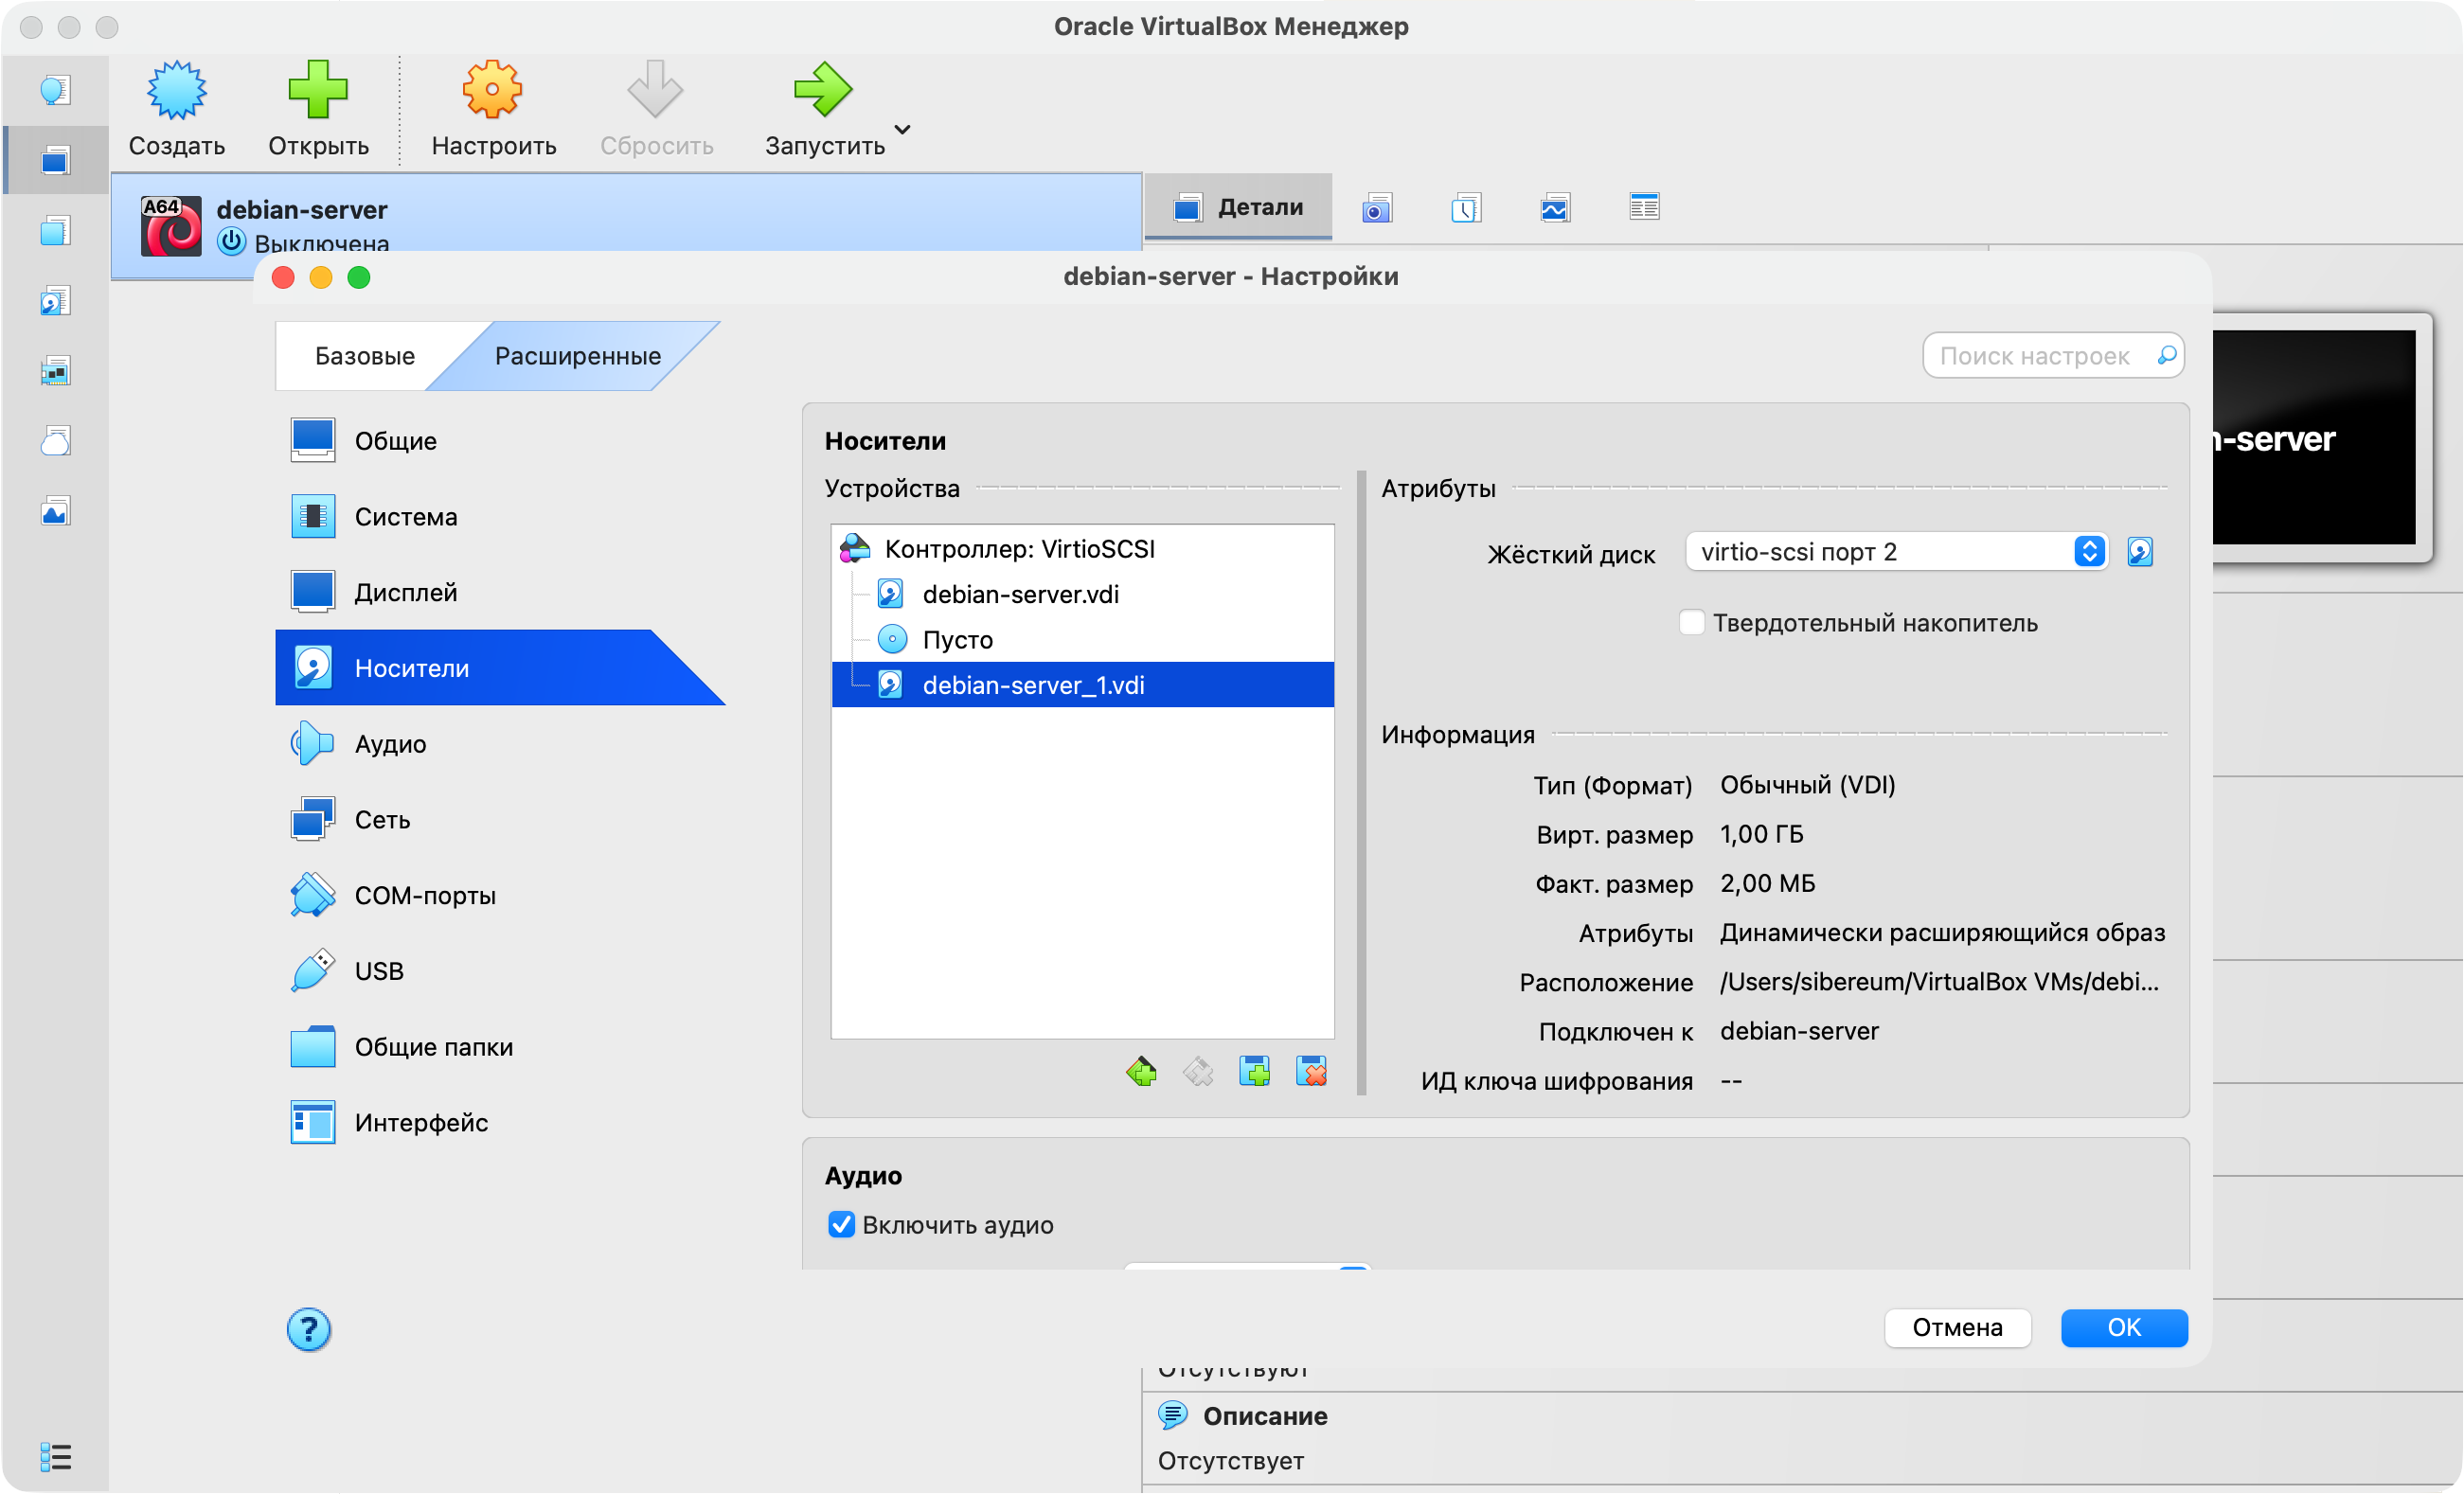 Oracle VirtualBox Менеджер
Создать
Открыть
Настроить
Сбросить
Запустить
A64
debian-server
Выключена
Детали
debian-server - Настройки
Базовые
Расширенные
Поиск настроек
n-server
Общие
Система
Дисплей
Носители
Аудио
Сеть
COM-порты
USB
Общие папки
Интерфейс
Носители
Устройства
Контроллер: VirtioSCSI
debian-server.vdi
Пусто
debian-server_1.vdi
Атрибуты
Жёсткий диск
virtio-scsi порт 2
Твердотельный накопитель
Информация
Тип (Формат) Обычный (VDI)
Вирт. размер 1,00 ГБ
Факт. размер 2,00 МБ
Атрибуты Динамически расширяющийся образ
Расположение /Users/sibereum/VirtualBox VMs/debi...
Подключен к debian-server
ИД ключа шифрования --
Аудио
Включить аудио
?
Отмена
OK
Отсутствуют
Описание
Отсутствует